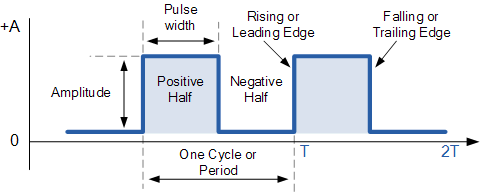 +A
Pulse
width
Rising or
Leading Edge
Falling or
Trailing Edge
Amplitude
Positive
Half
Negative
Half
0
One Cycle or
Period
T
2T